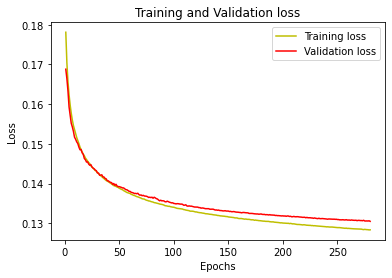 Training and Validation loss
0.18
0.17
0.16
0.15
0.14
0.13
Loss
Training loss
Validation loss
0
50
100
150
200
250
Epochs